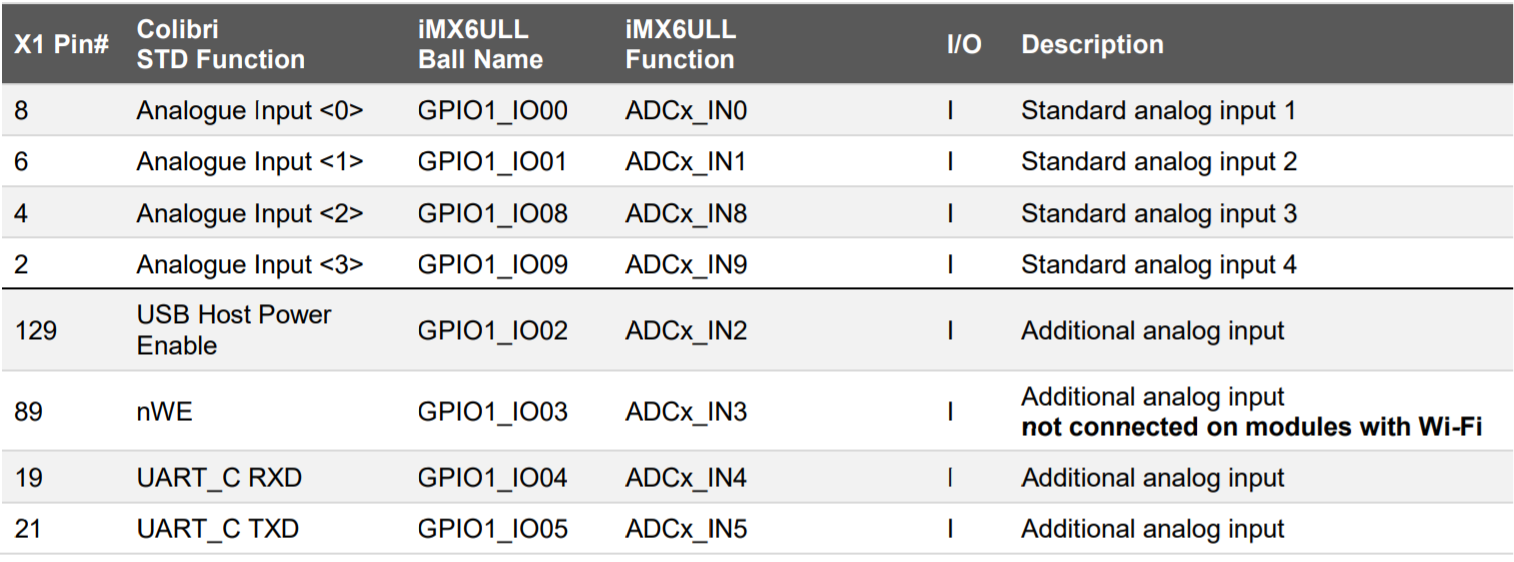 X1 Pin# Colibri STD Function iMX6ULL Ball Name iMX6ULL Function I/O Description
8 Analogue Input <0> GPIO1_IO00 ADCx_IN0 I Standard analog input 1
6 Analogue Input <1> GPIO1_IO01 ADCx_IN1 I Standard analog input 2
4 Analogue Input <2> GPIO1_IO08 ADCx_IN8 I Standard analog input 3
2 Analogue Input <3> GPIO1_IO09 ADCx_IN9 I Standard analog input 4
129 USB Host Power Enable GPIO1_IO02 ADCx_IN2 I Additional analog input
89 nWE GPIO1_IO03 ADCx_IN3 I Additional analog input not connected on modules with Wi-Fi
19 UART_C RXD GPIO1_IO04 ADCx_IN4 I Additional analog input
21 UART_C TXD GPIO1_IO05 ADCx_IN5 I Additional analog input